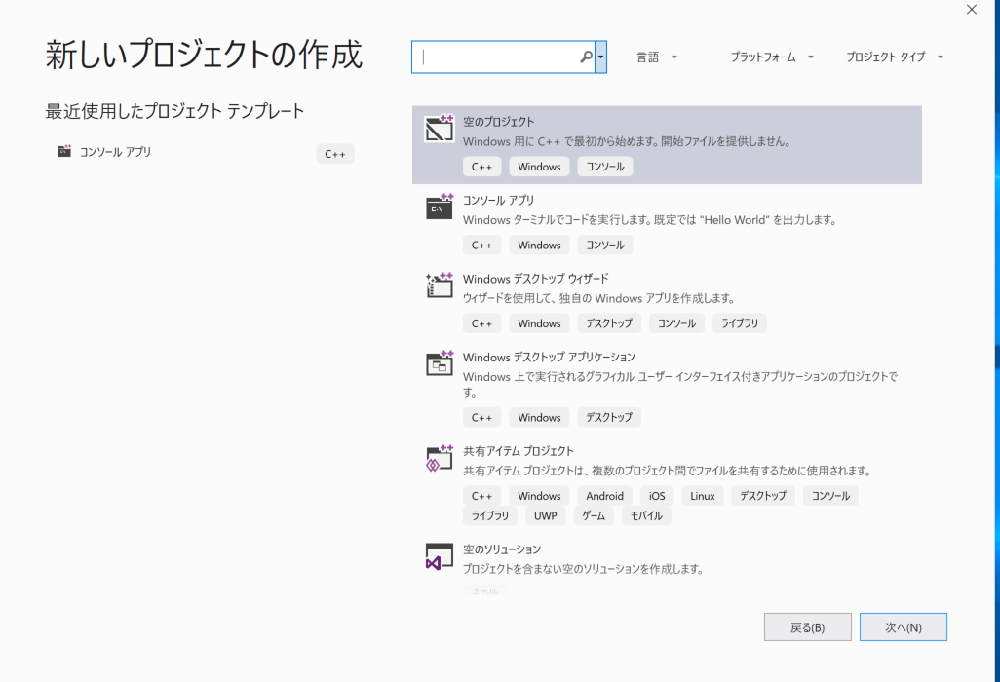 新しいプロジェクトの作成
言語
プラットフォーム
プロジェクト タイプ
最近使用したプロジェクト テンプレート
コンソール アプリ
C++
空のプロジェクト
Windows 用に C++ で最初から始めます。開始ファイルを提供しません。
C++ Windows コンソール
コンソール アプリ
Windows ターミナルでコードを実行します。既定では "Hello World" を出力します。
C++ Windows コンソール
Windows デスクトップ ウィザード
ウィザードを使用して、独自の Windows アプリを作成します。
C++ Windows デスクトップ コンソール ライブラリ
Windows デスクトップ アプリケーション
Windows 上で実行されるグラフィカル ユーザー インターフェイス付きアプリケーションのプロジェクトで
す。
C++ Windows デスクトップ
共有アイテム プロジェクト
共有アイテム プロジェクトは、複数のプロジェクト間でファイルを共有するために使用されます。
C++ Windows Android iOS Linux デスクトップ コンソール
ライブラリ UWP ゲーム モバイル
空のソリューション
プロジェクトを含まない空のソリューションを作成します。
その他
戻る(B)
次へ(N)